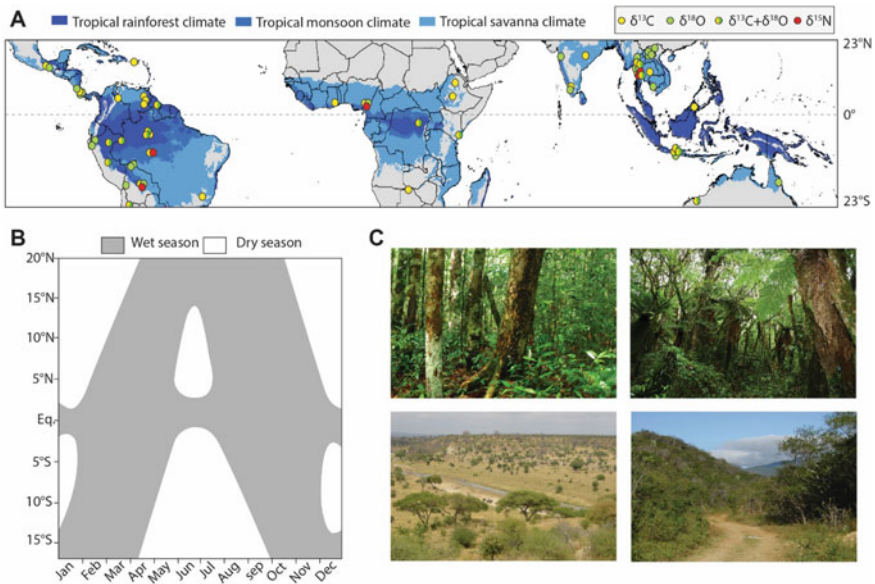 A
Tropical rainforest climate Tropical monsoon climate Tropical savanna climate
δ¹³C δ¹⁸O δ¹³C+δ¹⁸O δ¹⁵N
23°N
0°
23°S
B
Wet season Dry season
20°N
15°N
10°N
5°N
Eq.
5°S
10°S
15°S
Jan Feb Mar Apr May Jun Jul Aug sep Oct Nov Dec
C